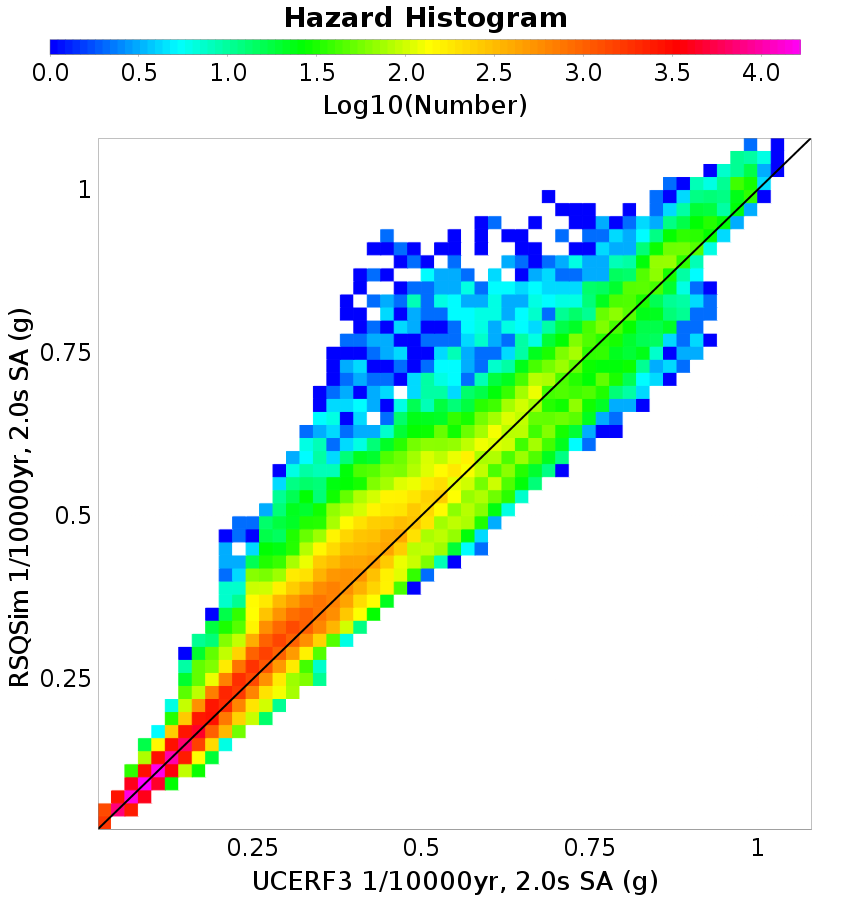 Hazard Histogram
0.0 0.5 1.0 1.5 2.0 2.5 3.0 3.5 4.0
Log10(Number)
RSQSim 1/10000yr, 2.0s SA (g)
1
0.75
0.5
0.25
0.25 0.5 0.75 1
UCERF3 1/10000yr, 2.0s SA (g)